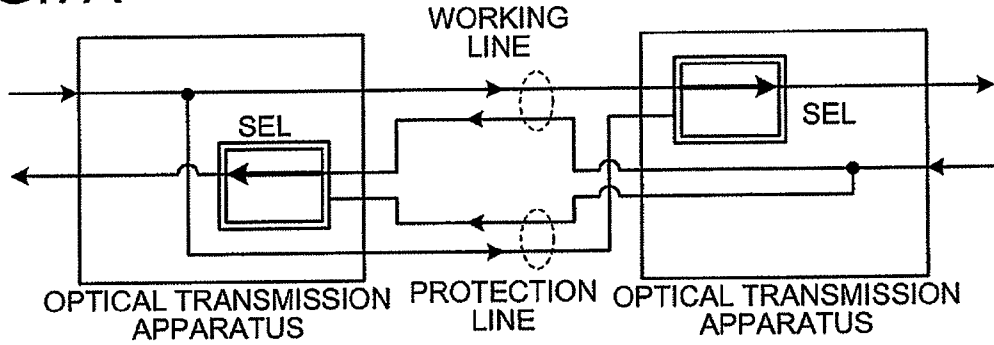 WORKING
LINE
SEL
SEL
OPTICAL TRANSMISSION
APPARATUS
PROTECTION
LINE
OPTICAL TRANSMISSION
APPARATUS